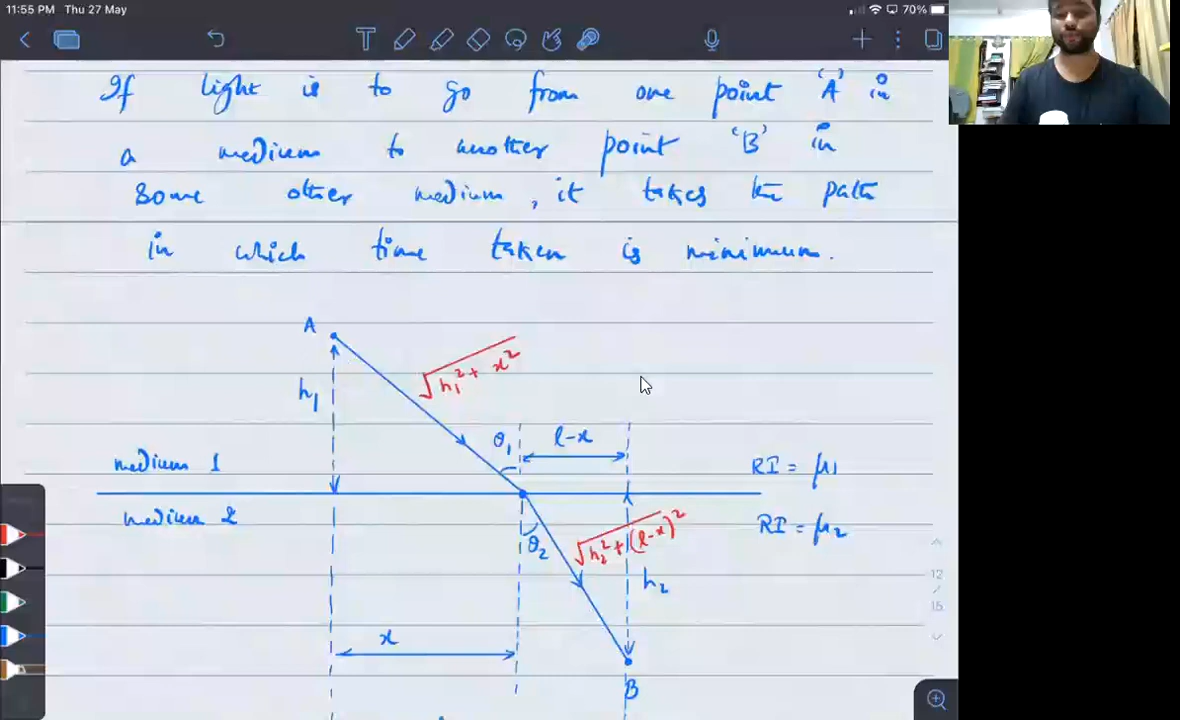 11:55 PM Thu 27 May
70%
If light is to go from one point 'A' in
a medium to another point 'B' in
some other medium, it takes the path
in which time taken is minimum.
A
√h₁² + x²
h₁
θ₁
l-x
medium 1
RI = μ₁
medium 2
RI = μ₂
θ₂
√h₂² + (l-x)²
h₂
12
/
15
x
B